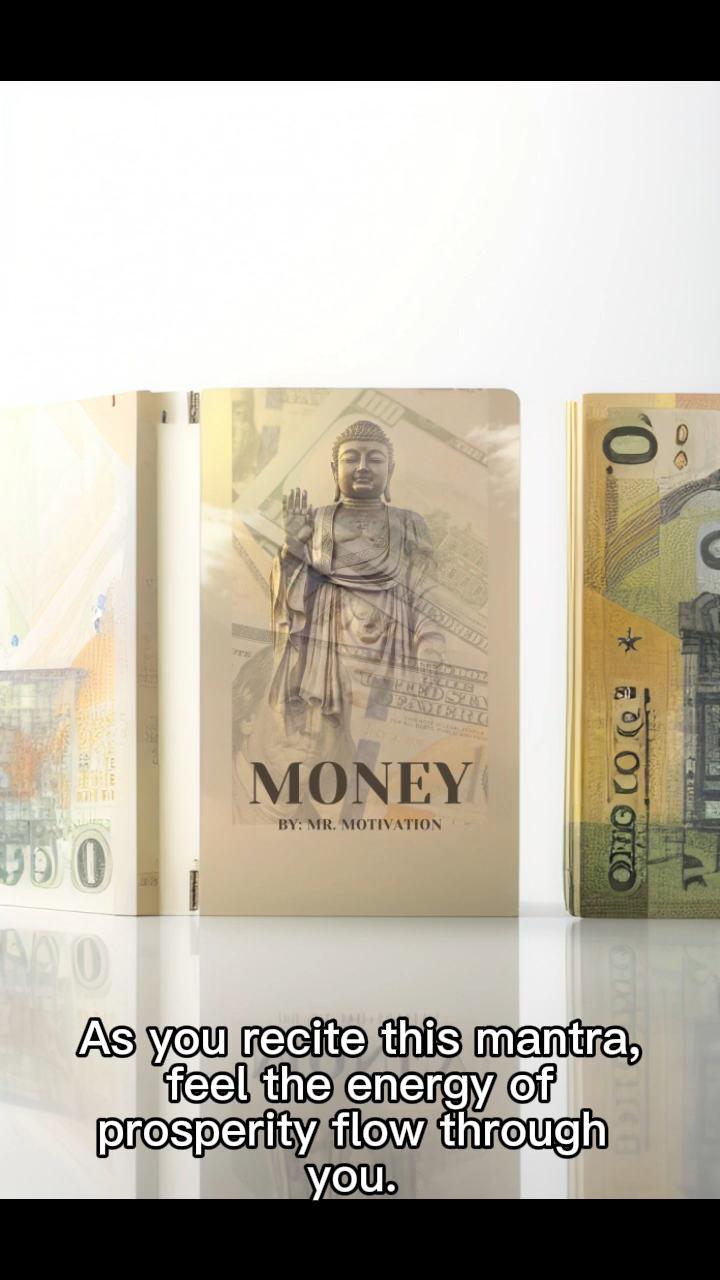 MONEY
BY: MR. MOTIVATION
As you recite this mantra,
feel the energy of
prosperity flow through
you.